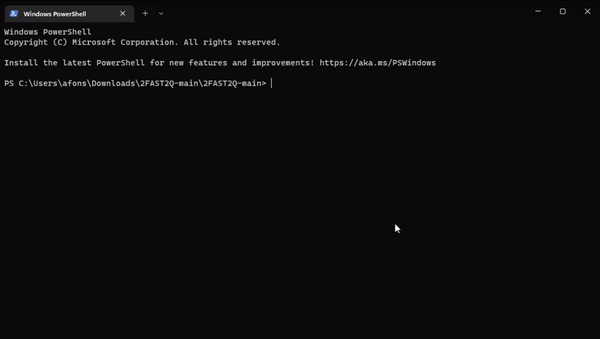 Windows PowerShell
Windows PowerShell
Copyright (C) Microsoft Corporation. All rights reserved.
Install the latest PowerShell for new features and improvements! https://aka.ms/PSWindows
PS C:\Users\afons\Downloads\2FAST2Q-main\2FAST2Q-main>